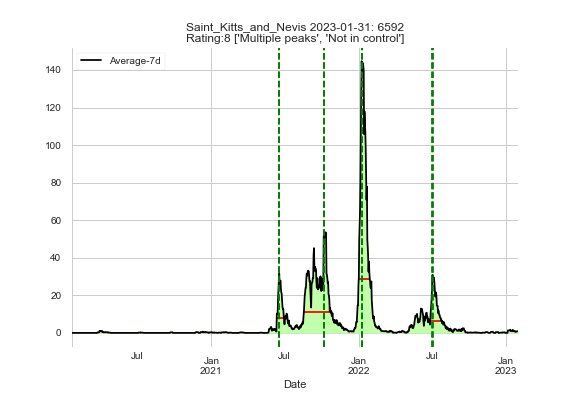 Saint_Kitts_and_Nevis 2023-01-31: 6592
Rating:8 ['Multiple peaks', 'Not in control']
Average-7d
140
120
100
80
60
40
20
0
Jul
Jan
2021
Jul
Jan
2022
Jul
Jan
2023
Date